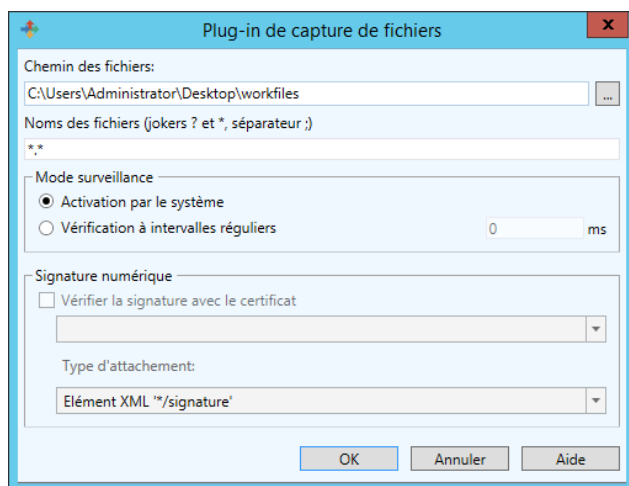 Plug-in de capture de fichiers
x
Chemin des fichiers:
C:\Users\Administrator\Desktop\workfiles
...
Noms des fichiers (jokers ? et *, séparateur ;)
*.*
Mode surveillance
Activation par le système
Vérification à intervalles réguliers
0
ms
Signature numérique
Vérifier la signature avec le certificat
Type d'attachement:
Elément XML '*/signature'
OK
Annuler
Aide